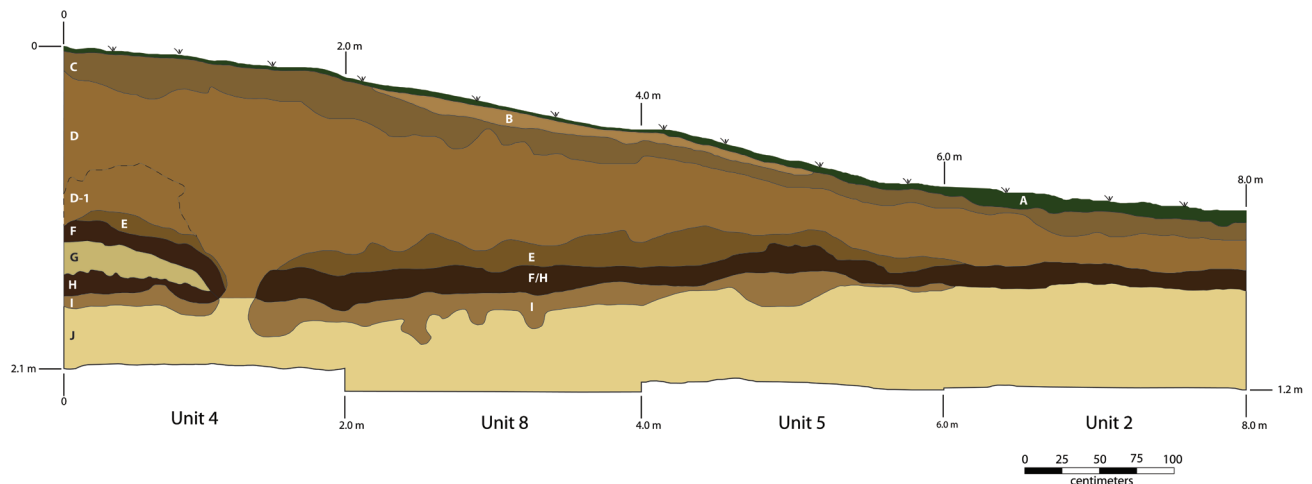 0
0
2.0 m
4.0 m
6.0 m
8.0 m
C
B
D
A
D-1
E
F
E
G
F/H
H
I
I
J
2.1 m
1.2 m
0
Unit 4
2.0 m
Unit 8
4.0 m
Unit 5
6.0 m
Unit 2
8.0 m
0 25 50 75 100
centimeters